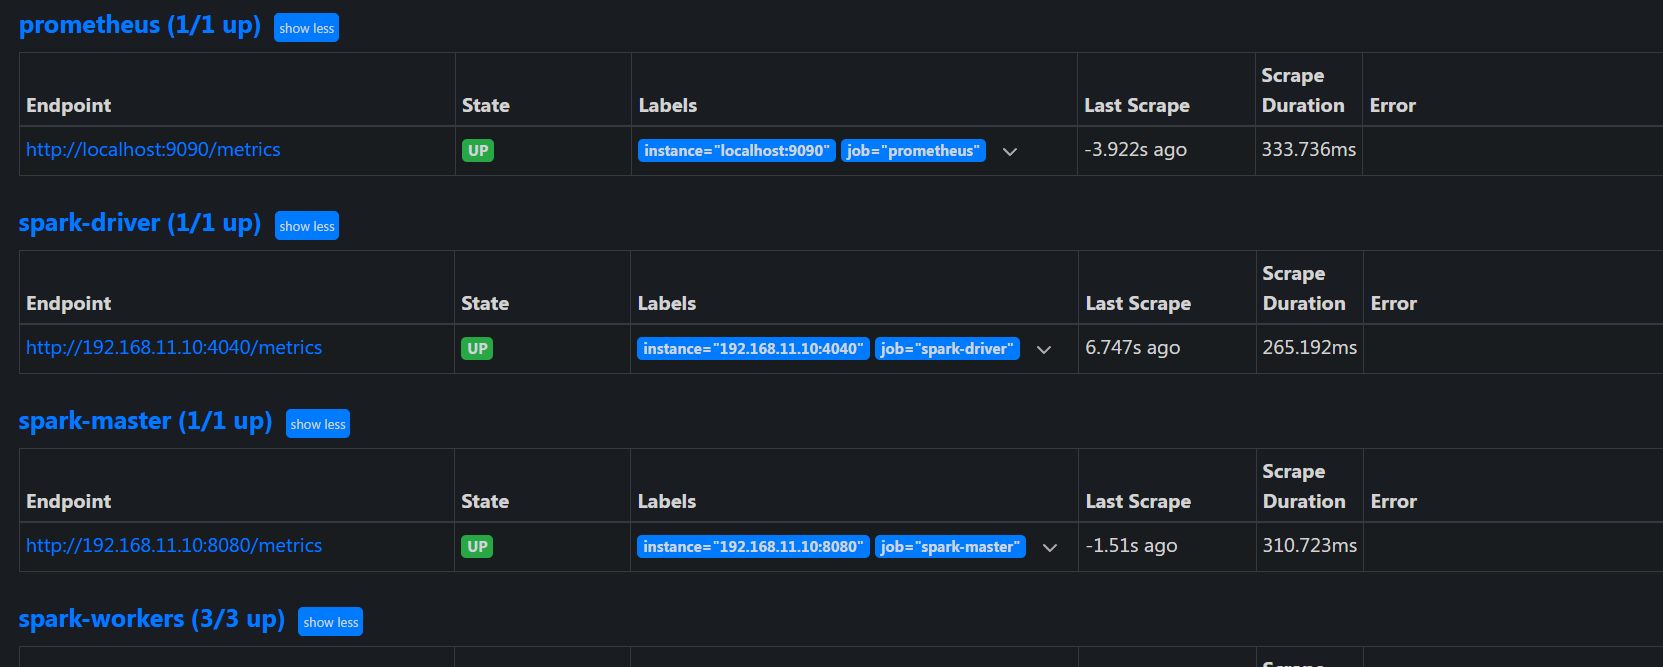 prometheus (1/1 up) show less
Endpoint State Labels Last Scrape Scrape Duration Error
http://localhost:9090/metrics UP instance="localhost:9090" job="prometheus" -3.922s ago 333.736ms
spark-driver (1/1 up) show less
Endpoint State Labels Last Scrape Scrape Duration Error
http://192.168.11.10:4040/metrics UP instance="192.168.11.10:4040" job="spark-driver" 6.747s ago 265.192ms
spark-master (1/1 up) show less
Endpoint State Labels Last Scrape Scrape Duration Error
http://192.168.11.10:8080/metrics UP instance="192.168.11.10:8080" job="spark-master" -1.51s ago 310.723ms
spark-workers (3/3 up) show less